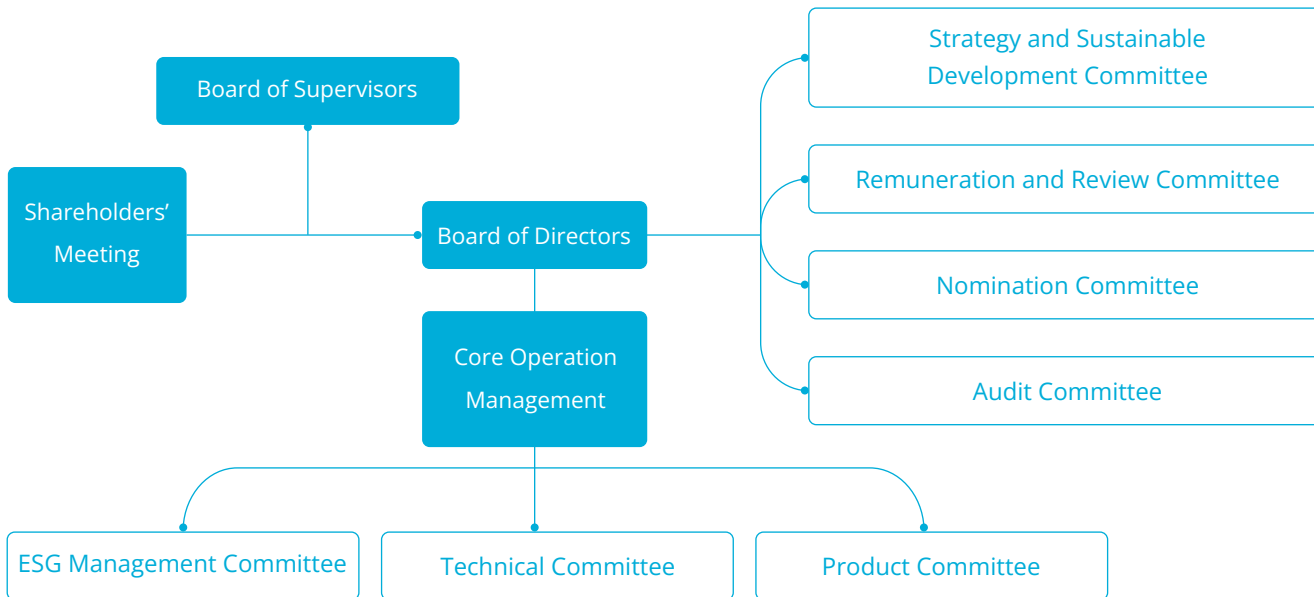 Strategy and Sustainable
Development Committee
Board of Supervisors
Remuneration and Review Committee
Shareholders’
Meeting
Board of Directors
Nomination Committee
Core Operation
Management
Audit Committee
ESG Management Committee
Technical Committee
Product Committee